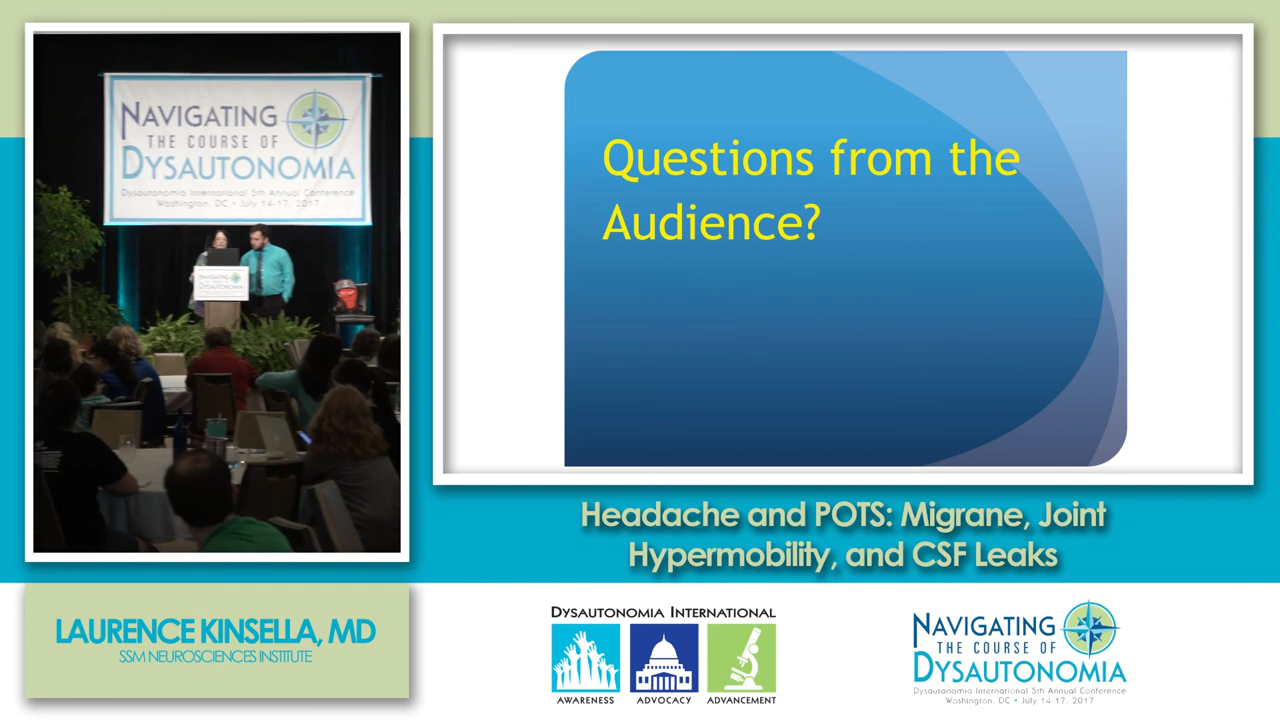 NAVIGATING
THE COURSE OF
DYSAUTONOMIA
Dysautonomia International 5th Annual Conference
Washington, DC • July 14-17, 2017
NAVIGATING
DYSAUTONOMIA
Questions from the
Audience?
Headache and POTS: Migrane, Joint
Hypermobility, and CSF Leaks
LAURENCE KINSELLA, MD
SSM NEUROSCIENCES INSTITUTE
DYSAUTONOMIA INTERNATIONAL
AWARENESS
ADVOCACY
ADVANCEMENT
NAVIGATING
THE COURSE OF
DYSAUTONOMIA
Dysautonomia International 5th Annual Conference
Washington, DC • July 14-17, 2017